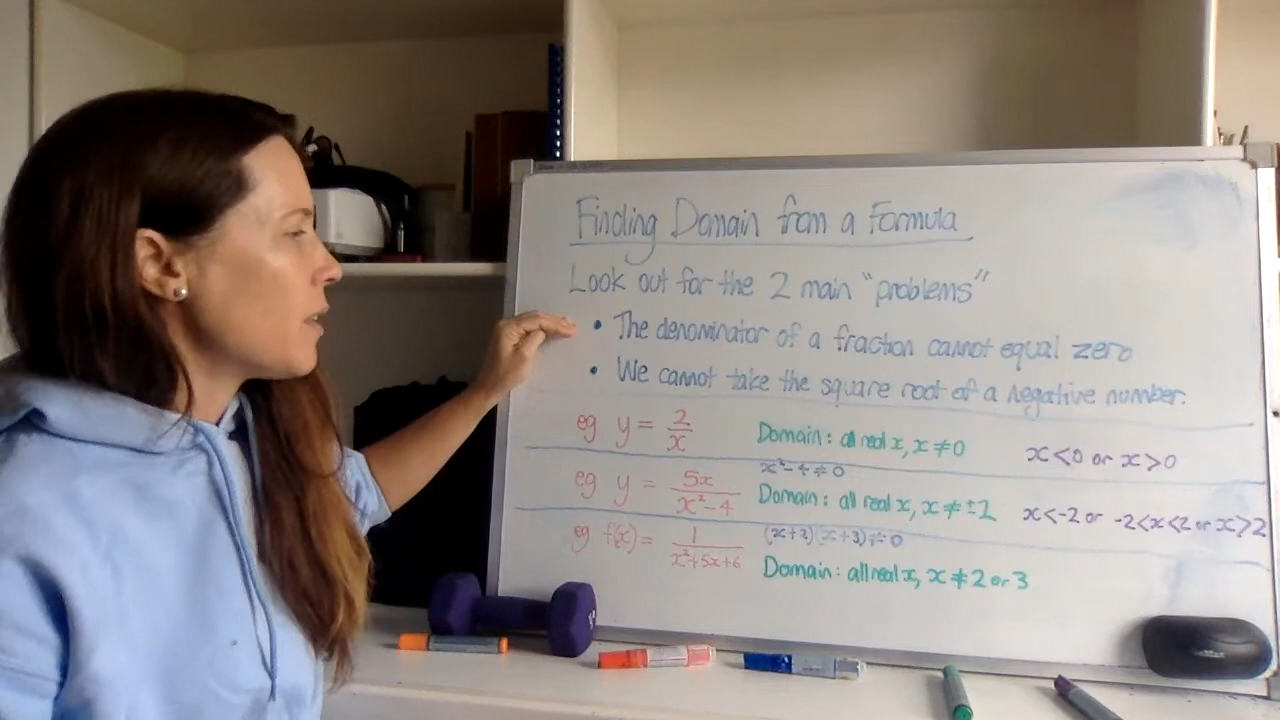 Finding Domain from a Formula
Look out for the 2 main "problems"
• The denominator of a fraction cannot equal zero
• We cannot take the square root of a negative number.
eg y = 2/x Domain: all real x, x ≠ 0 x<0 or x>0
x²-4≠0
eg y = 5x/(x²-4) Domain: all real x, x ≠ ±2 x<-2 or -2<x<2 or x>2
(x+2)(x+3)≠0
eg f(x) = 1/(x²+5x+6) Domain: all real x, x ≠ 2 or 3